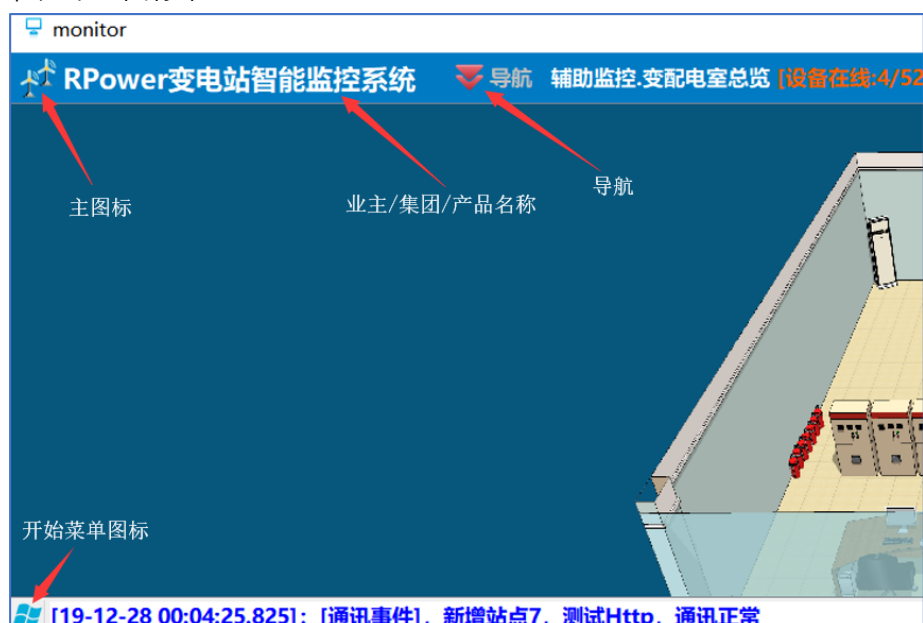 monitor
RPower变电站智能监控系统 导航 辅助监控.变配电室总览 [设备在线:4/52
主图标
业主/集团/产品名称
导航
开始菜单图标
[19-12-28 00:04:25.825]：[通讯事件]，新增站点7，测试Http，通讯正常